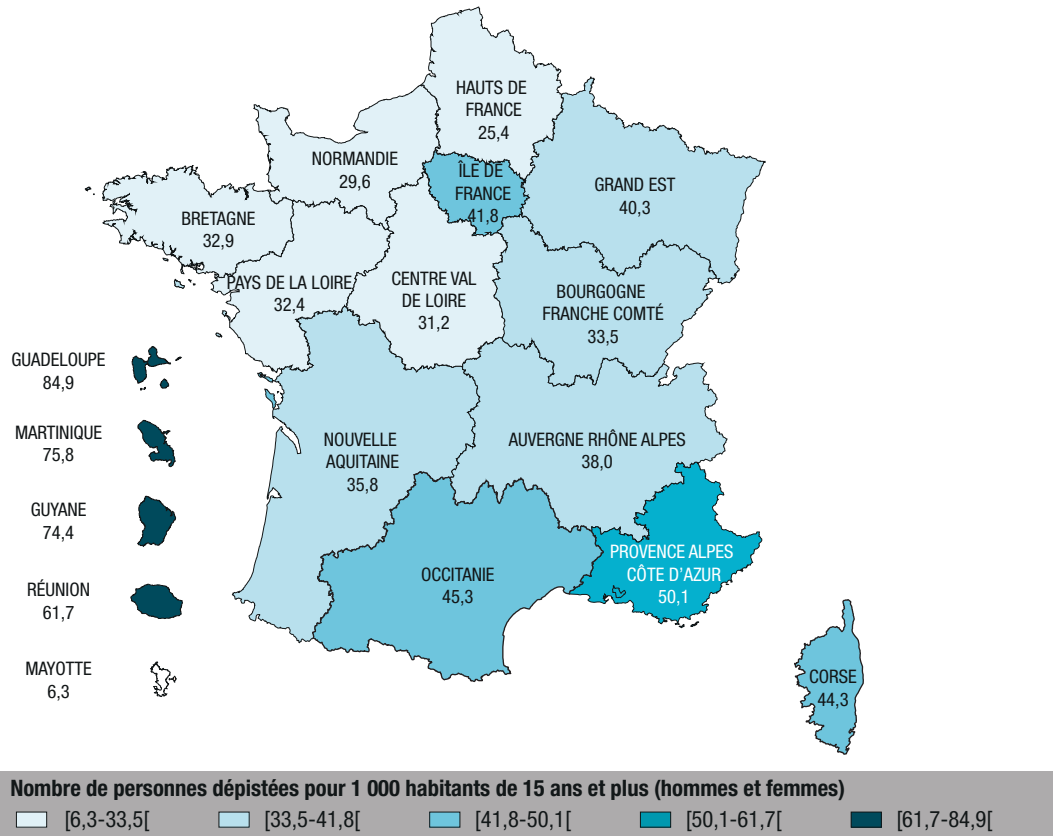 HAUTS DE
FRANCE
25,4
NORMANDIE
29,6
ÎLE DE
FRANCE
41,8
GRAND EST
40,3
BRETAGNE
32,9
PAYS DE LA LOIRE
32,4
CENTRE VAL
DE LOIRE
31,2
BOURGOGNE
FRANCHE COMTÉ
33,5
GUADELOUPE
84,9
MARTINIQUE
75,8
GUYANE
74,4
RÉUNION
61,7
MAYOTTE
6,3
NOUVELLE
AQUITAINE
35,8
AUVERGNE RHÔNE ALPES
38,0
OCCITANIE
45,3
PROVENCE ALPES
CÔTE D'AZUR
50,1
CORSE
44,3
Nombre de personnes dépistées pour 1 000 habitants de 15 ans et plus (hommes et femmes)
[6,3-33,5[ [33,5-41,8[ [41,8-50,1[ [50,1-61,7[ [61,7-84,9[